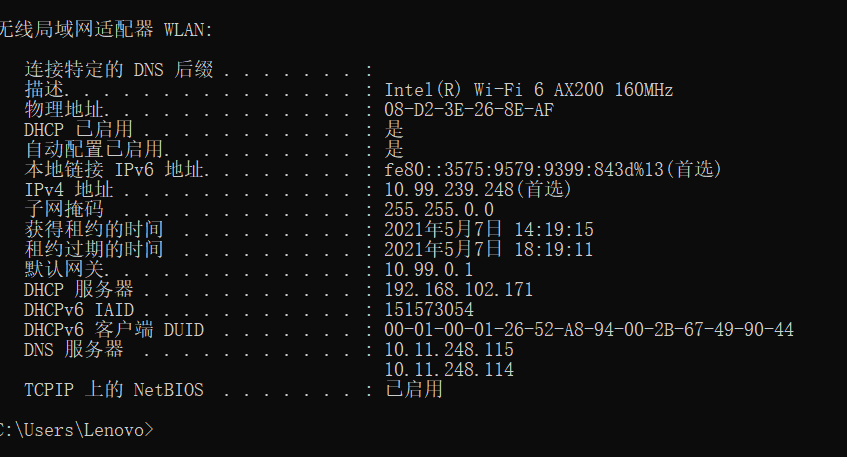 无线局域网适配器 WLAN:
连接特定的 DNS 后缀 . . . . . . . :
描述. . . . . . . . . . . . . . . : Intel(R) Wi-Fi 6 AX200 160MHz
物理地址. . . . . . . . . . . . . : 08-D2-3E-26-8E-AF
DHCP 已启用 . . . . . . . . . . . : 是
自动配置已启用. . . . . . . . . . : 是
本地链接 IPv6 地址. . . . . . . . : fe80::3575:9579:9399:843d%13(首选)
IPv4 地址 . . . . . . . . . . . . : 10.99.239.248(首选)
子网掩码  . . . . . . . . . . . . : 255.255.0.0
获得租约的时间  . . . . . . . . . : 2021年5月7日 14:19:15
租约过期的时间  . . . . . . . . . : 2021年5月7日 18:19:11
默认网关. . . . . . . . . . . . . : 10.99.0.1
DHCP 服务器 . . . . . . . . . . . : 192.168.102.171
DHCPv6 IAID . . . . . . . . . . . : 151573054
DHCPv6 客户端 DUID  . . . . . . . : 00-01-00-01-26-52-A8-94-00-2B-67-49-90-44
DNS 服务器  . . . . . . . . . . . : 10.11.248.115
10.11.248.114
TCPIP 上的 NetBIOS  . . . . . . . : 已启用
C:\Users\Lenovo>